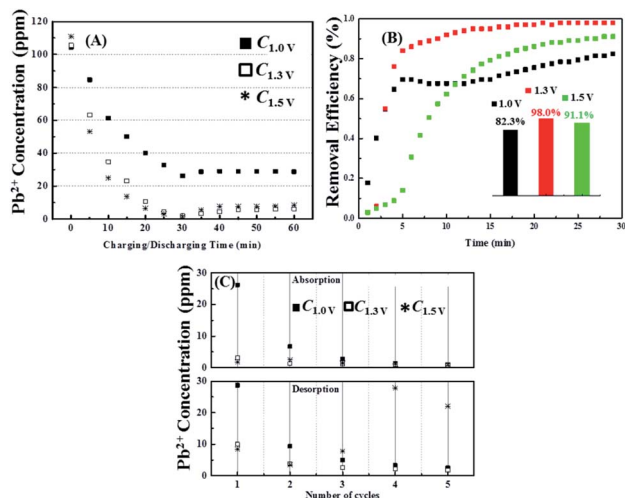 (A)
C1.0 V
C1.3 V
C1.5 V
Pb2+ Concentration (ppm)
120
100
80
60
40
20
0
0 10 20 30 40 50 60
Charging/Discharging Time (min)
(B)
Removal Efficiency (%)
1.0
0.8
0.6
0.4
0.2
0.0
1.0 V 1.3 V 1.5 V
82.3% 98.0% 91.1%
0 5 10 15 20 25 30
Time (min)
(C)
Absorption
C1.0 V C1.3 V C1.5 V
Pb2+ Concentration (ppm)
30
20
10
0
Desorption
Pb2+ Concentration (ppm)
30
20
10
0
1 2 3 4 5
Number of cycles